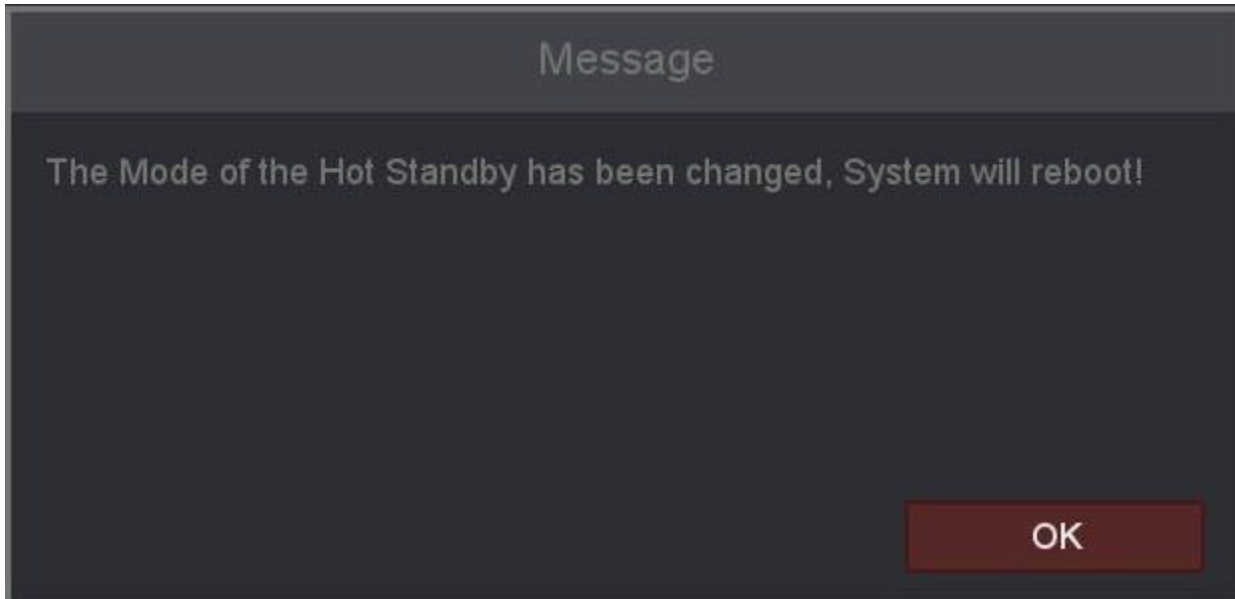 Message
The Mode of the Hot Standby has been changed, System will reboot!
OK